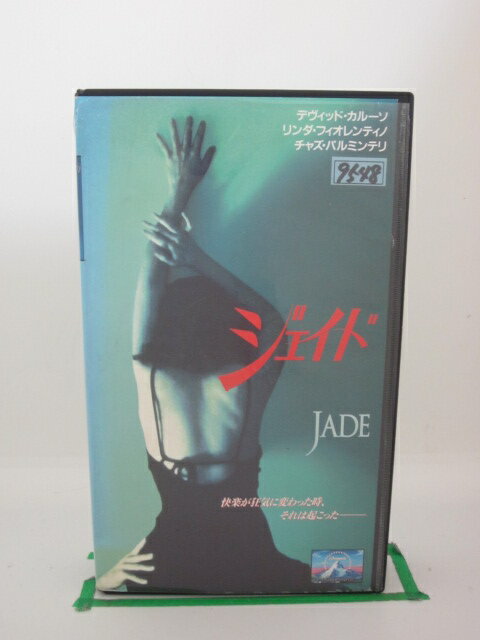 デヴィッド・カルーソ
リンダ・フィオレンティノ
チャズ・パルミンテリ
9548
ジェイド
JADE
快楽が狂気に変わった時、
それは起こった———
Paramount